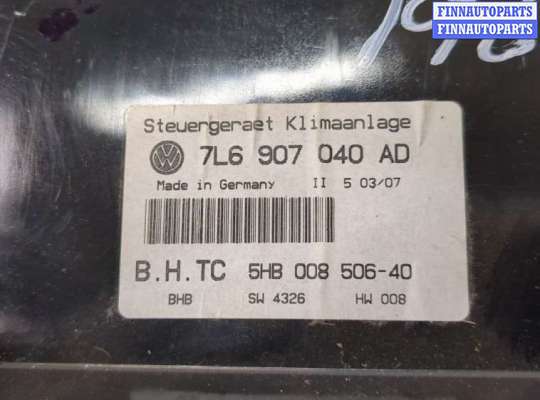 FINNAUTOPARTS
FINNAUTOPARTS
Steuergeraet Klimaanlage
7L6 907 040 AD
Made in Germany II 5 03/07
B.H.TC 5HB 008 506-40
BHB SW 4326 HW 008